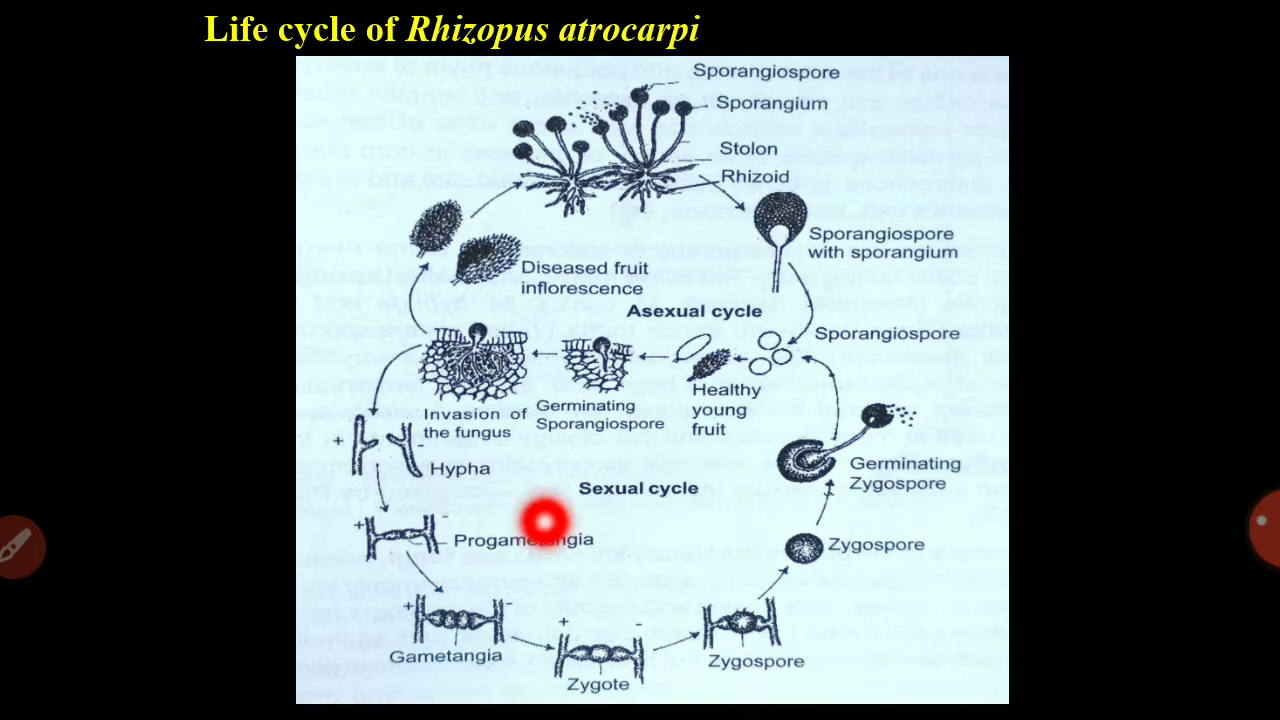 Life cycle of Rhizopus atrocarpi
Sporangiospore
Sporangium
Stolon
Rhizoid
Sporangiospore
with sporangium
Diseased fruit
inflorescence
Asexual cycle
Sporangiospore
Healthy
young
fruit
Germinating
Sporangiospore
Invasion of
the fungus
+
-
Hypha
Germinating
Zygospore
Sexual cycle
+
-
Progametangia
Zygospore
+
-
Gametangia
+
-
Zygote
+
-
Zygospore